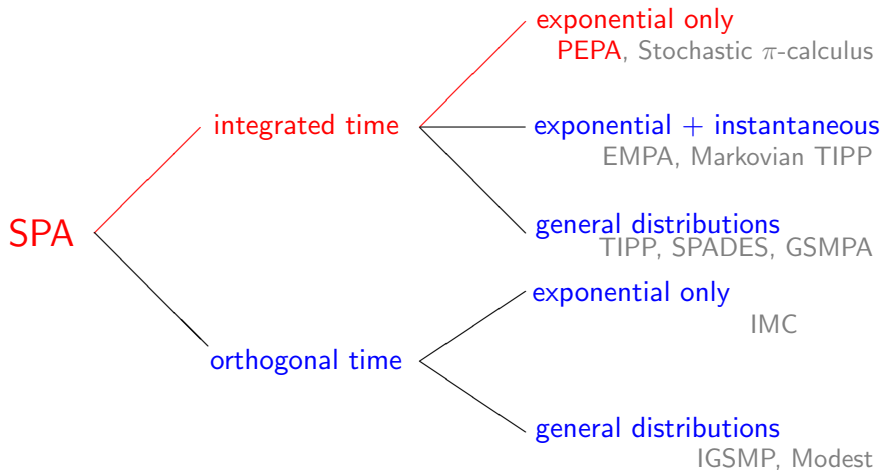 exponential only
PEPA, Stochastic π-calculus
integrated time
exponential + instantaneous
EMPA, Markovian TIPP
SPA
general distributions
TIPP, SPADES, GSMPA
exponential only
IMC
orthogonal time
general distributions
IGSMP, Modest